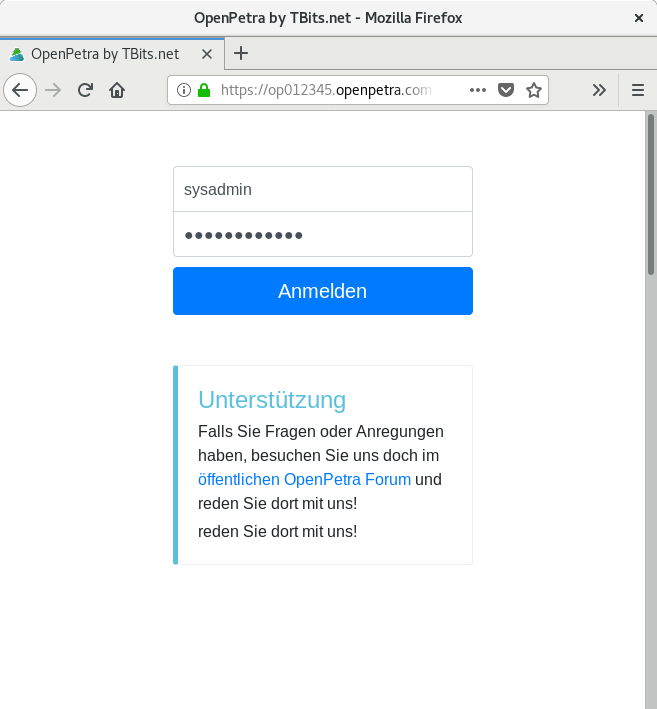 OpenPetra by TBits.net - Mozilla Firefox
OpenPetra by TBits.net
https://op012345.openpetra.com
sysadmin
●●●●●●●●●●●●
Anmelden
Unterstützung
Falls Sie Fragen oder Anregungen
haben, besuchen Sie uns doch im
öffentlichen OpenPetra Forum und
reden Sie dort mit uns!
reden Sie dort mit uns!